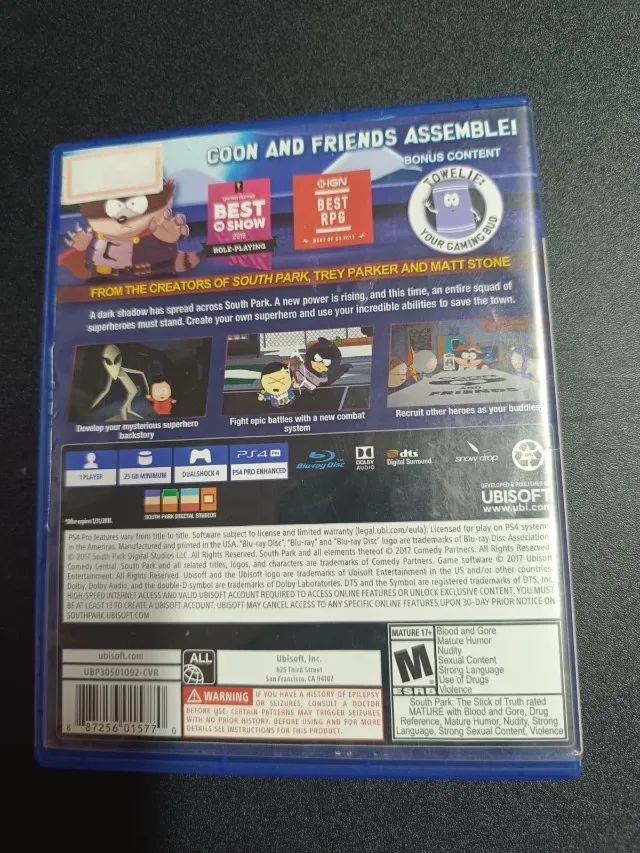 COON AND FRIENDS ASSEMBLE!
BONUS CONTENT
BEST
IN SHOW
2016
ROLE-PLAYING
IGN
BEST
RPG
BEST OF E3 2017
TOWELIE:
YOUR GAMING BUD
FROM THE CREATORS OF SOUTH PARK, TREY PARKER AND MATT STONE
A dark shadow has spread across South Park. A new power is rising, and this time, an entire squad of
superheroes must stand. Create your own superhero and use your incredible abilities to save the town.
Develop your mysterious superhero
backstory
Fight epic battles with a new combat
system
Recruit other heroes as your buddies
AND
FRIENDS
1 PLAYER
25 GB MINIMUM
DUALSHOCK 4
PS4 Pro
PS4 PRO ENHANCED
Blu-ray Disc
DOLBY
AUDIO
dts
Digital Surround
snowdrop
DEVELOPED & PUBLISHED B
UBISOFT
www.ubi.con
SOUTH PARK DIGITAL STUDIOS
*Offer expires 1/31/2018.
PS4 Pro features vary from title to title. Software subject to license and limited warranty (legal.ubi.com/eula). Licensed for play on PS4 systems
in the Americas. Manufactured and printed in the USA. "Blu-ray Disc", "Blu-ray" and "Blu-ray Disc" logo are trademarks of Blu-ray Disc Association
© 2017 South Park Digital Studios LLC. All Rights Reserved. South Park and all elements thereof © 2017 Comedy Partners. All Rights Reserved
Comedy Central, South Park and all related titles, logos, and characters are trademarks of Comedy Partners. Game software © 2017 Ubisoft
Entertainment. All Rights Reserved. Ubisoft and the Ubisoft logo are trademarks of Ubisoft Entertainment in the US and/or other countries
Dolby, Dolby Audio, and the double-D symbol are trademarks of Dolby Laboratories. DTS and the Symbol are registered trademarks of DTS, Inc.
HIGH-SPEED INTERNET ACCESS AND VALID UBISOFT ACCOUNT REQUIRED TO ACCESS ONLINE FEATURES OR UNLOCK EXCLUSIVE CONTENT. YOU MUST
BE AT LEAST 13 TO CREATE A UBISOFT ACCOUNT. UBISOFT MAY CANCEL ACCESS TO ANY SPECIFIC ONLINE FEATURES UPON 30-DAY PRIOR NOTICE ON
SOUTHPARK.UBISOFT.COM
ubisoft.com
UBP30501092-CVR
8 87256 01577 0
ALL
Ubisoft, Inc.
625 Third Street
San Francisco, CA 94107
WARNING IF YOU HAVE A HISTORY OF EPILEPSY
OR SEIZURES, CONSULT A DOCTOR
BEFORE USE. CERTAIN PATTERNS MAY TRIGGER SEIZURES
WITH NO PRIOR HISTORY. BEFORE USING AND FOR MORE
DETAILS SEE INSTRUCTIONS FOR THIS PRODUCT.
MATURE 17+
M
ESRB
Blood and Gore
Mature Humor
Nudity
Sexual Content
Strong Language
Use of Drugs
Violence
South Park: The Stick of Truth rated
MATURE with Blood and Gore, Drug
Reference, Mature Humor, Nudity, Strong
Language, Strong Sexual Content, Violence